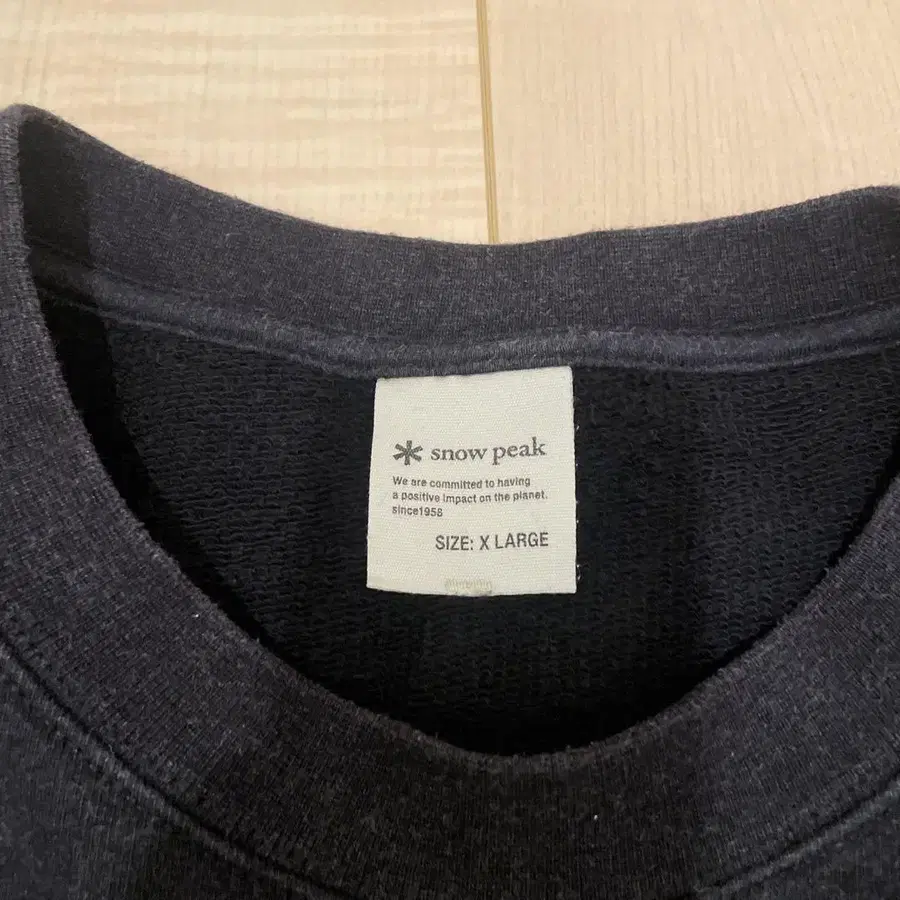 snow peak
We are committed to having
a positive impact on the planet.
since1958
SIZE: X LARGE